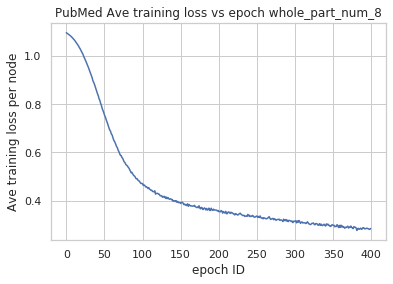 PubMed Ave training loss vs epoch whole_part_num_8
Ave training loss per node
1.0
0.8
0.6
0.4
0 50 100 150 200 250 300 350 400
epoch ID